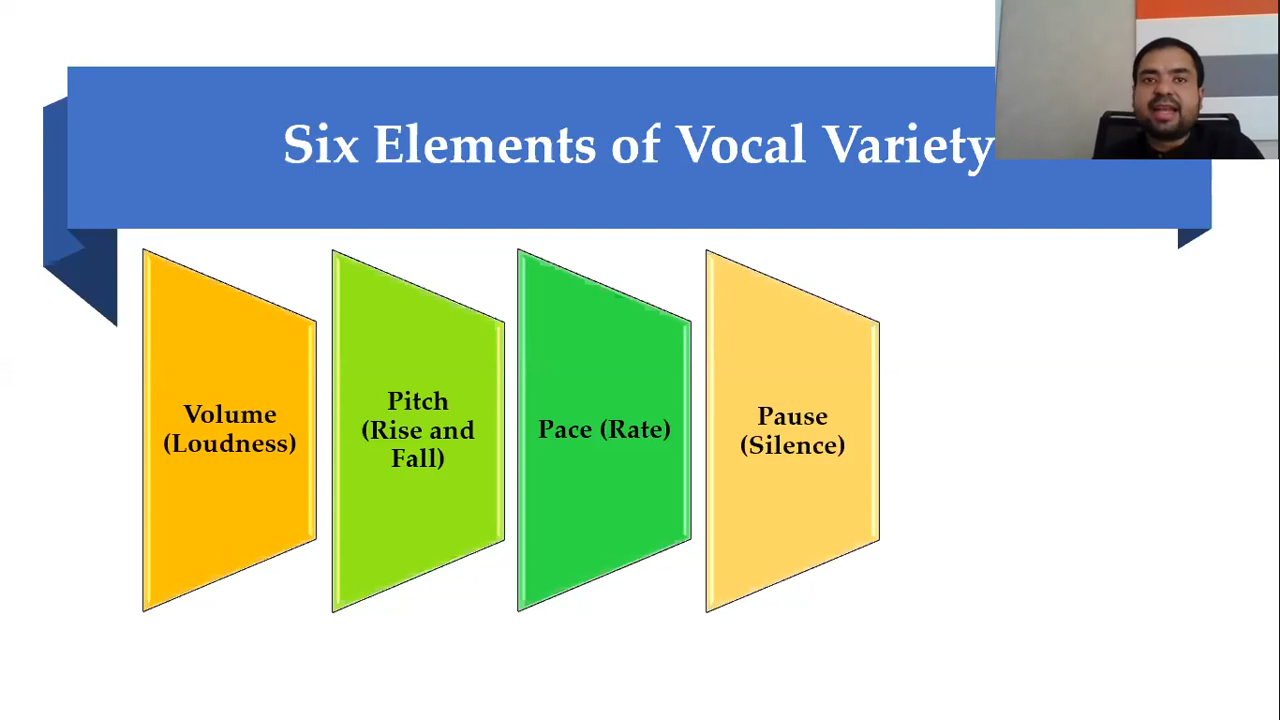 Six Elements of Vocal Variety
Volume
(Loudness)
Pitch
(Rise and
Fall)
Pace (Rate)
Pause
(Silence)